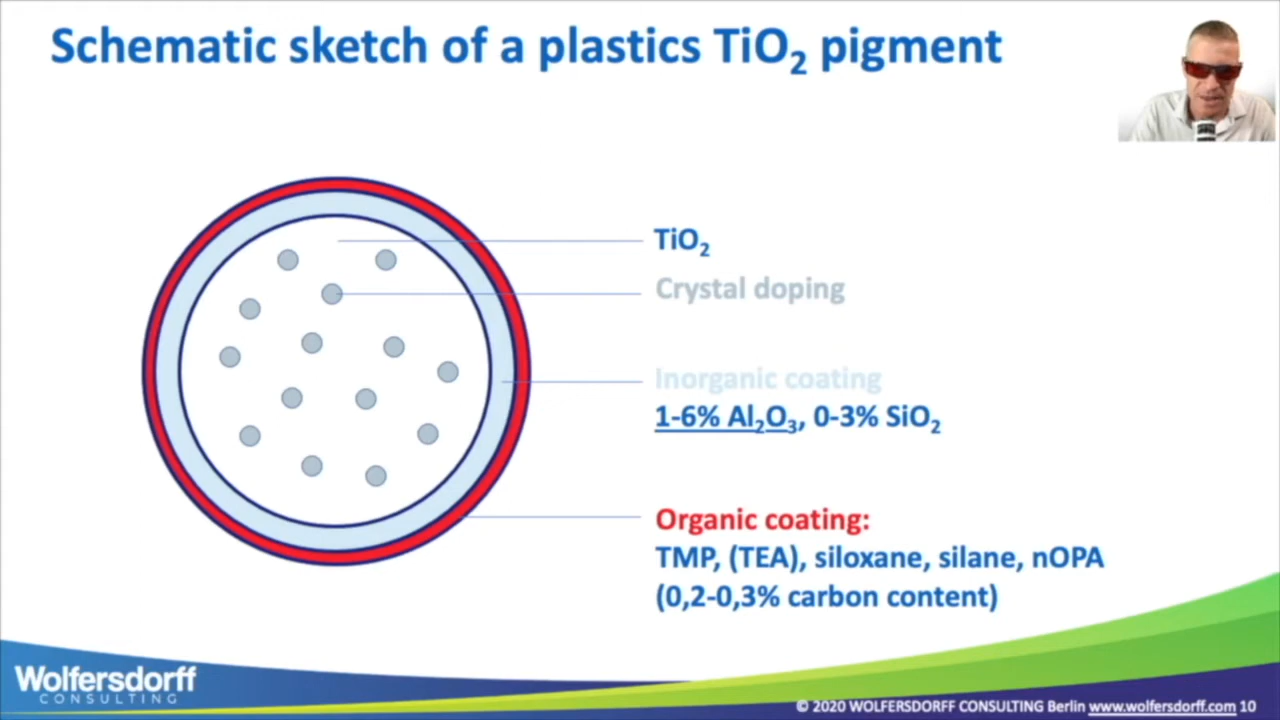 Schematic sketch of a plastics TiO₂ pigment
TiO₂
Crystal doping
Inorganic coating
1-6% Al₂O₃, 0-3% SiO₂
Organic coating:
TMP, (TEA), siloxane, silane, nOPA
(0,2-0,3% carbon content)
Wolfersdorff
CONSULTING
© 2020 WOLFERSDORFF CONSULTING Berlin www.wolfersdorff.com 10